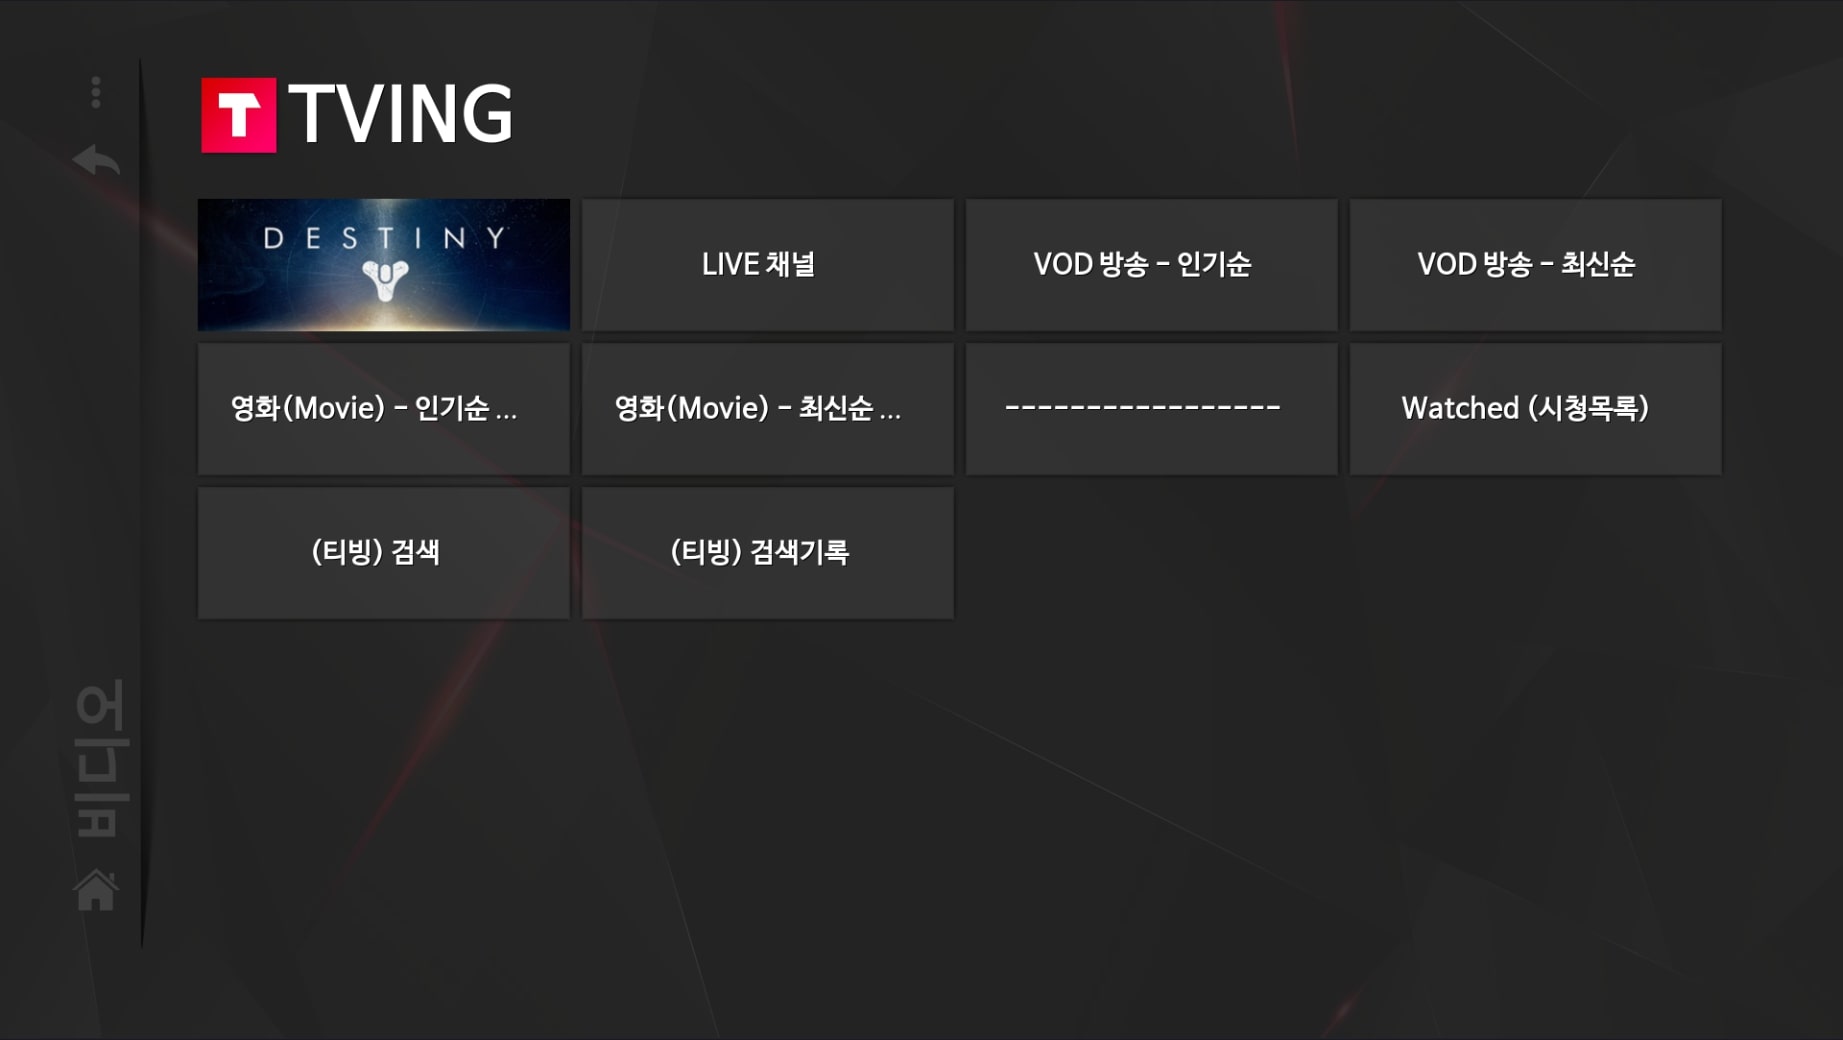 TVING
DESTINY
LIVE 채널
VOD 방송 - 인기순
VOD 방송 - 최신순
영화(Movie) - 인기순 ...
영화(Movie) - 최신순 ...
-----------------
Watched (시청목록)
(티빙) 검색
(티빙) 검색기록
비디오